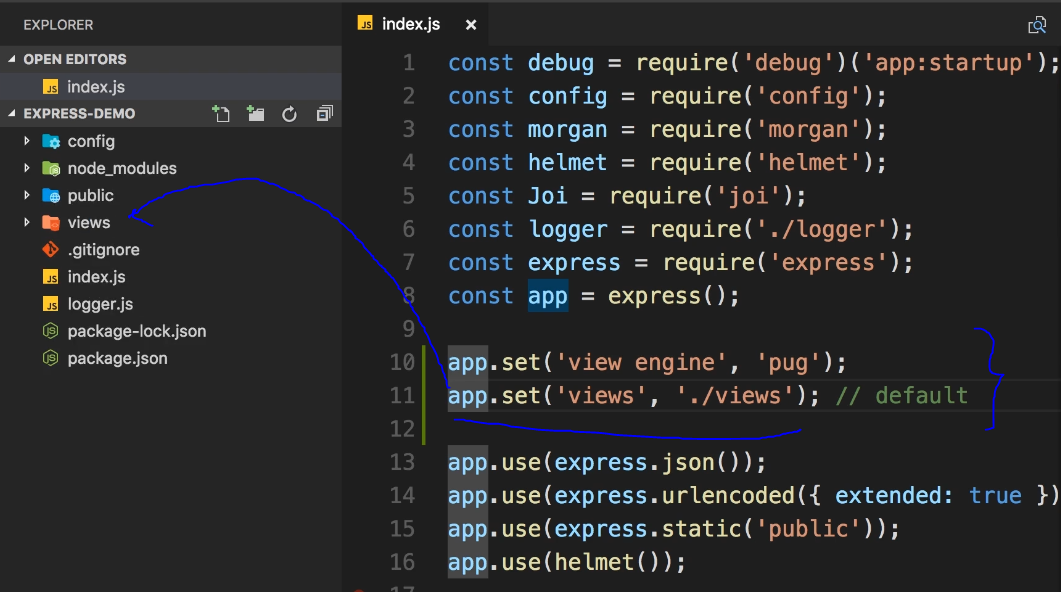 EXPLORER
OPEN EDITORS
JS index.js
EXPRESS-DEMO
config
node_modules
public
views
.gitignore
JS index.js
JS logger.js
JS package-lock.json
JS package.json
JS index.js ×
1 const debug = require('debug')('app:startup');
2 const config = require('config');
3 const morgan = require('morgan');
4 const helmet = require('helmet');
5 const Joi = require('joi');
6 const logger = require('./logger');
7 const express = require('express');
8 const app = express();
9
10 app.set('view engine', 'pug');
11 app.set('views', './views'); // default
12
13 app.use(express.json());
14 app.use(express.urlencoded({ extended: true })
15 app.use(express.static('public'));
16 app.use(helmet());
17